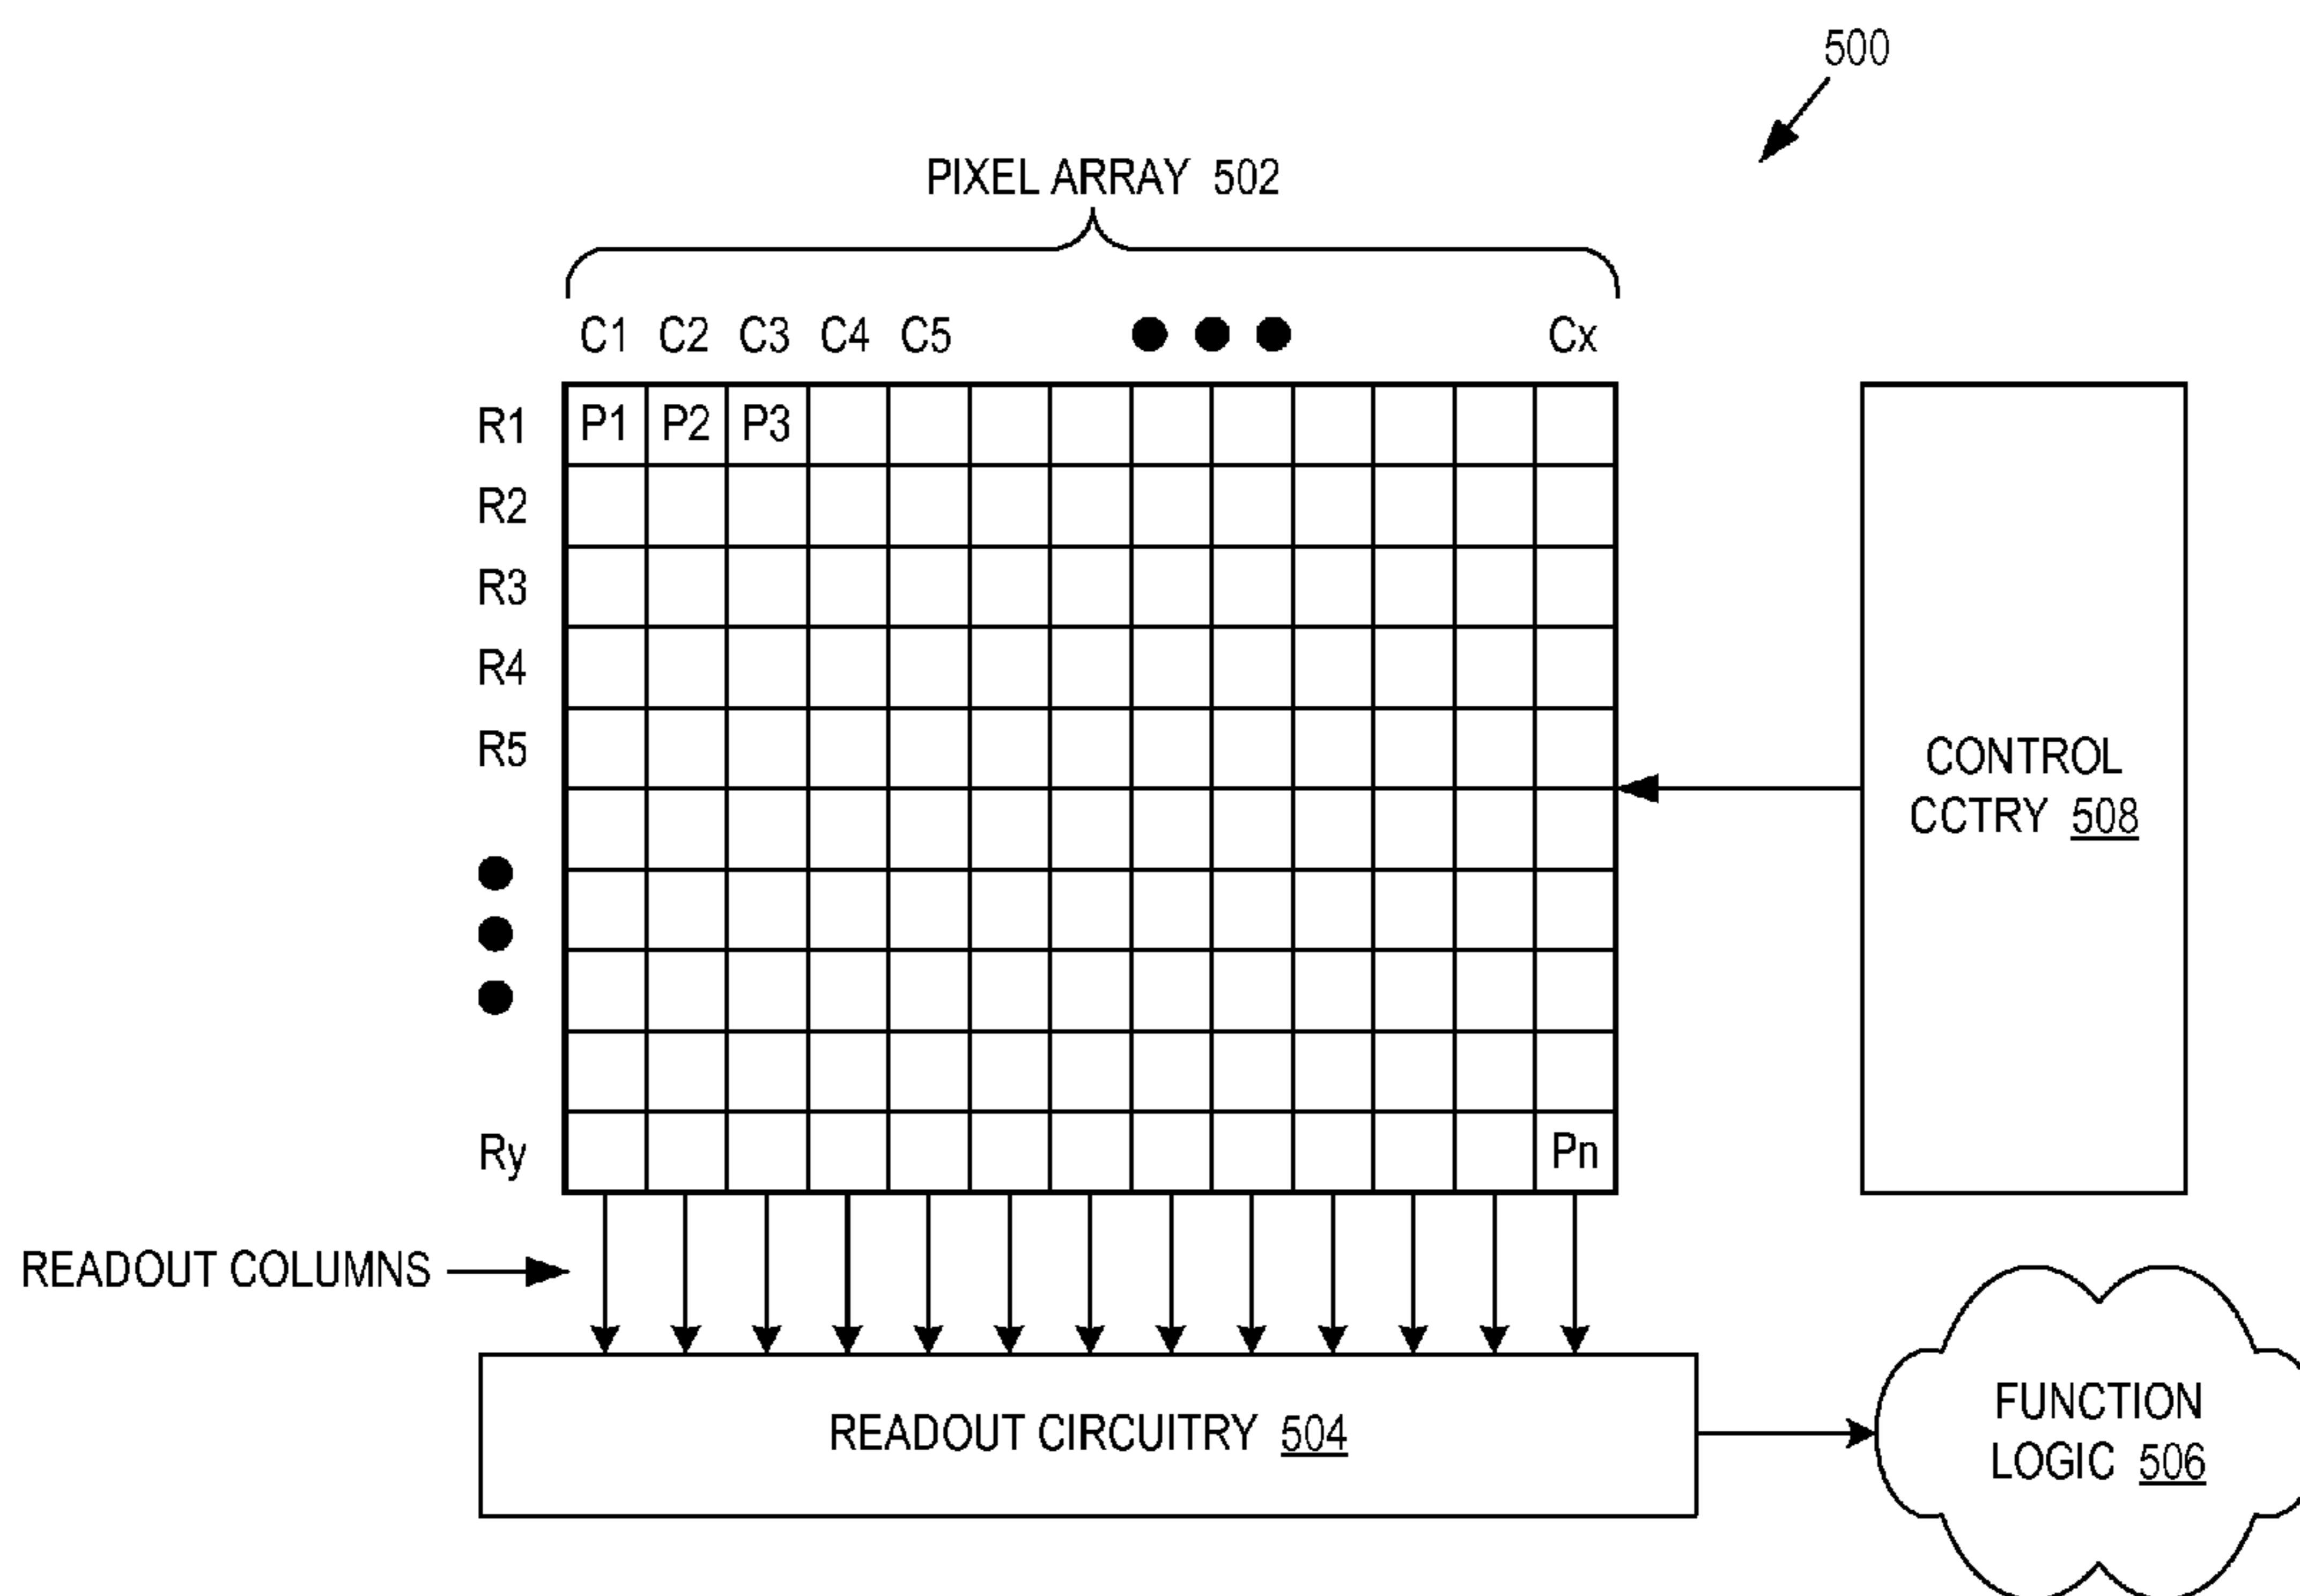 500
PIXEL ARRAY 502
C1 C2 C3 C4 C5 Cx
R1 P1 P2 P3
R2
R3
R4
R5
CONTROL
CCTRY 508
Ry Pn
READOUT COLUMNS
READOUT CIRCUITRY 504
FUNCTION
LOGIC 506